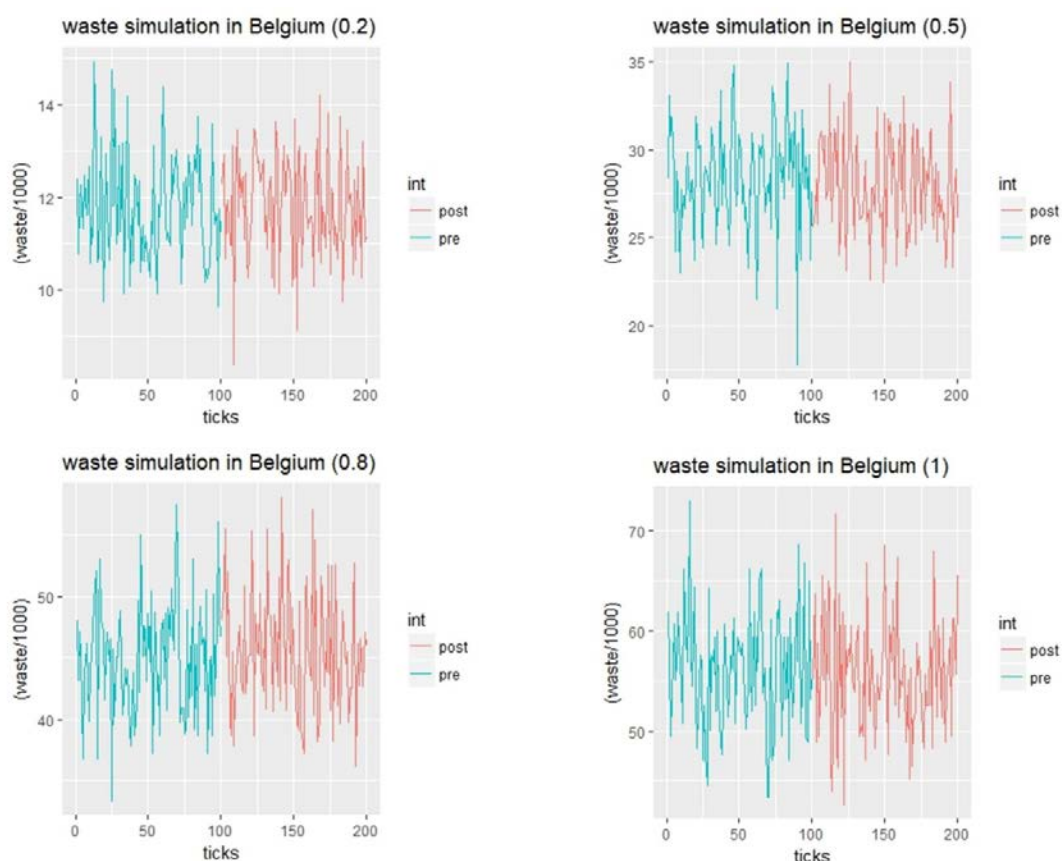 waste simulation in Belgium (0.2)
14
12
10
(waste/1000)
0 50 100 150 200
ticks
int
post
pre
waste simulation in Belgium (0.5)
35
30
25
20
(waste/1000)
0 50 100 150 200
ticks
int
post
pre
waste simulation in Belgium (0.8)
50
40
(waste/1000)
0 50 100 150 200
ticks
int
post
pre
waste simulation in Belgium (1)
70
60
50
(waste/1000)
0 50 100 150 200
ticks
int
post
pre